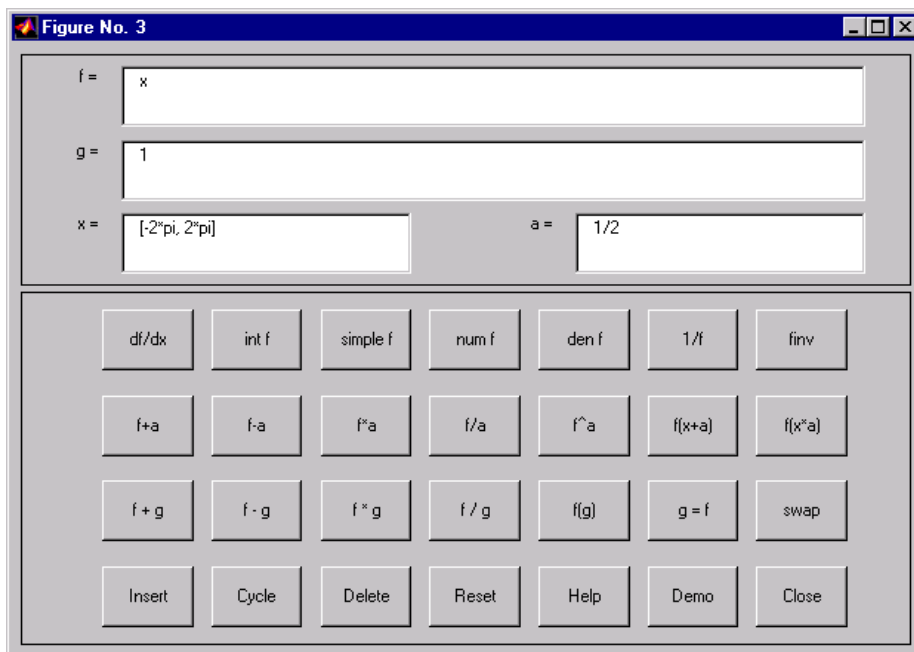 Figure No. 3
f = x
g = 1
x = [-2*pi, 2*pi] a = 1/2
df/dx int f simple f num f den f 1/f finv
f+a f-a f*a f/a f^a f(x+a) f(x*a)
f + g f - g f * g f / g f(g) g = f swap
Insert Cycle Delete Reset Help Demo Close